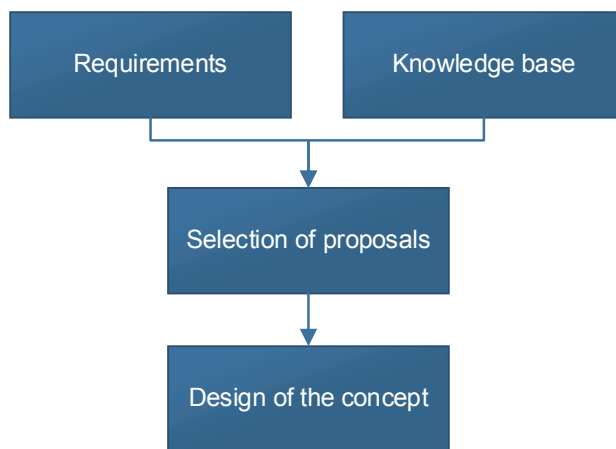 Requirements
Knowledge base
Selection of proposals
Design of the concept